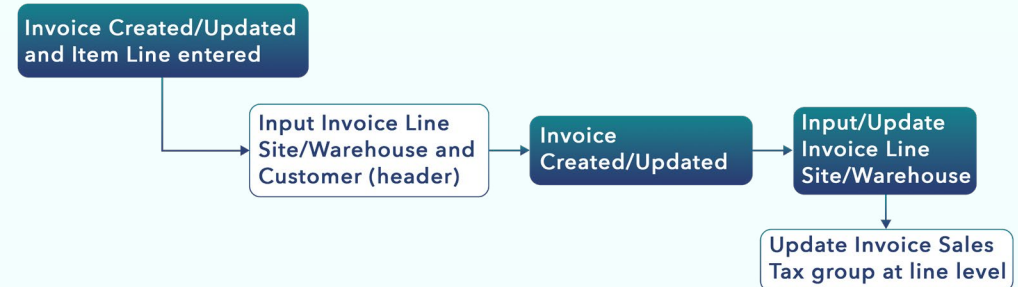 Invoice Created/Updated
and Item Line entered
Input Invoice Line
Site/Warehouse and
Customer (header)
Invoice
Created/Updated
Input/Update
Invoice Line
Site/Warehouse
Update Invoice Sales
Tax group at line level